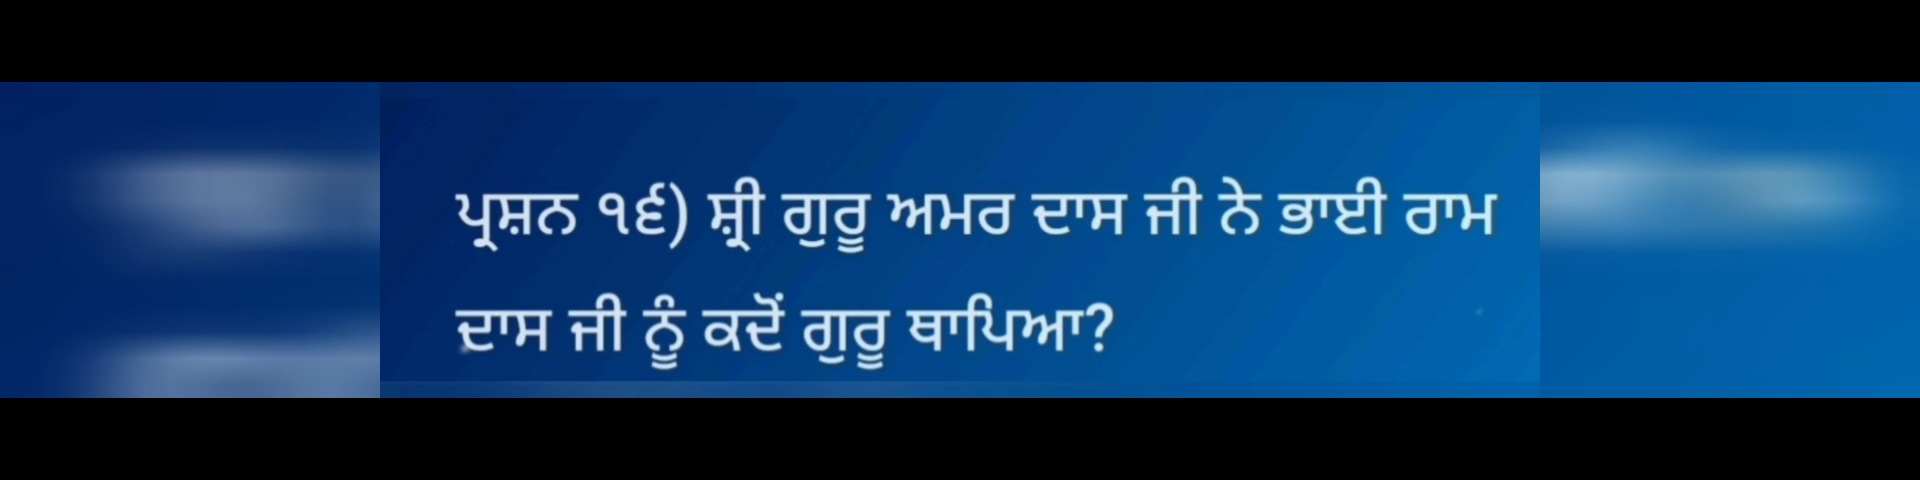 ਪ੍ਰਸ਼ਨ ੧੬) ਸ਼੍ਰੀ ਗੁਰੂ ਅਮਰ ਦਾਸ ਜੀ ਨੇ ਭਾਈ ਰਾਮ
ਦਾਸ ਜੀ ਨੂੰ ਕਦੋਂ ਗੁਰੂ ਥਾਪਿਆ?